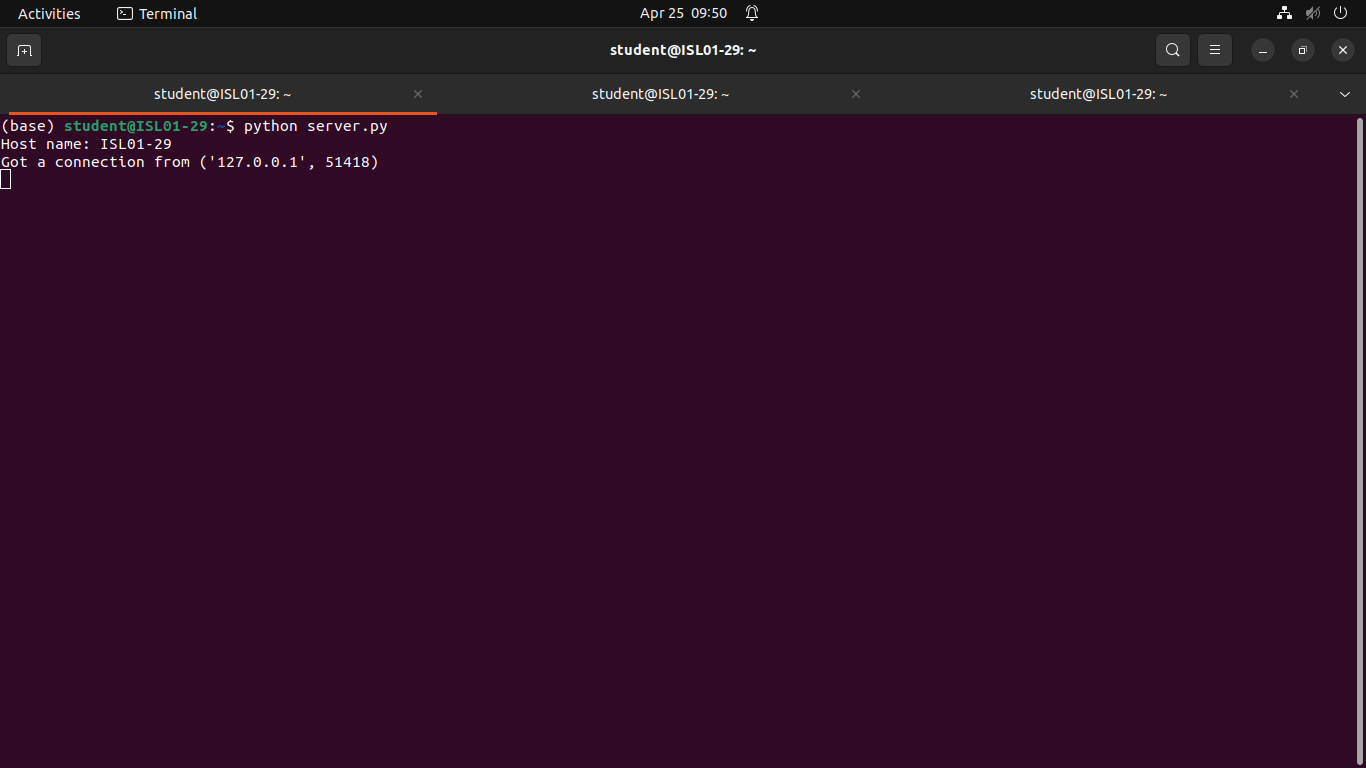 Activities Terminal Apr 25 09:50
student@ISL01-29: ~
student@ISL01-29: ~ student@ISL01-29: ~ student@ISL01-29: ~
(base) student@ISL01-29:~$ python server.py
Host name: ISL01-29
Got a connection from ('127.0.0.1', 51418)